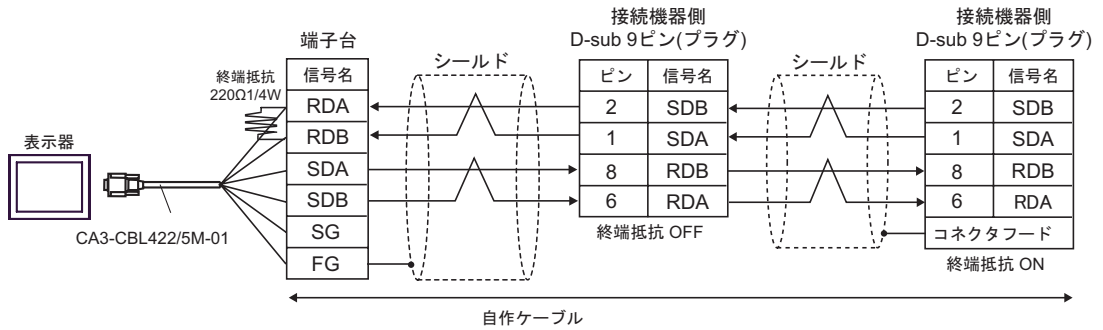 表示器
CA3-CBL422/5M-01
終端抵抗
220Ω1/4W
端子台
信号名
RDA
RDB
SDA
SDB
SG
FG
シールド
接続機器側
D-sub 9ピン(プラグ)
ピン 信号名
2 SDB
1 SDA
8 RDB
6 RDA
終端抵抗 OFF
シールド
接続機器側
D-sub 9ピン(プラグ)
ピン 信号名
2 SDB
1 SDA
8 RDB
6 RDA
コネクタフード
終端抵抗 ON
自作ケーブル